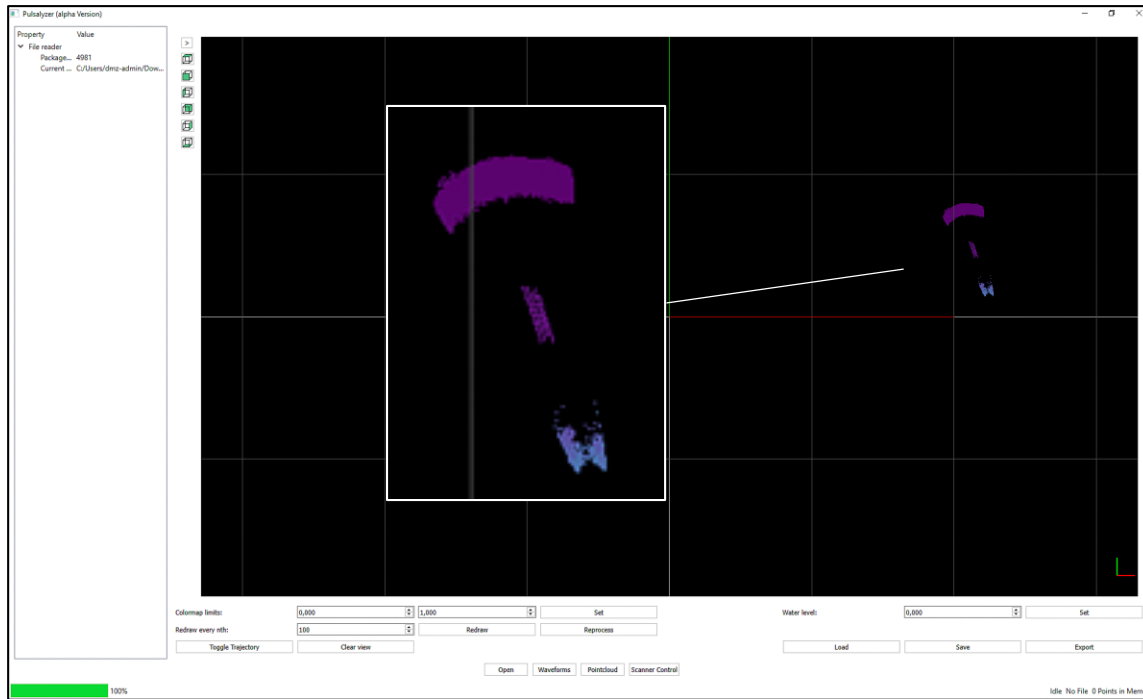 Pulsalyzer (alpha Version)
Property Value
File reader
Package... 4981
Current ... C:/Users/dmz-admin/Dow...
>
Colormap limits: 0,000 1,000 Set Water level: 0,000 Set
Redraw every nth: 100 Redraw Reprocess
Toggle Trajectory Clear view Load Save Export
Open Waveforms Pointcloud Scanner Control
100% Idle No File 0 Points in Mem